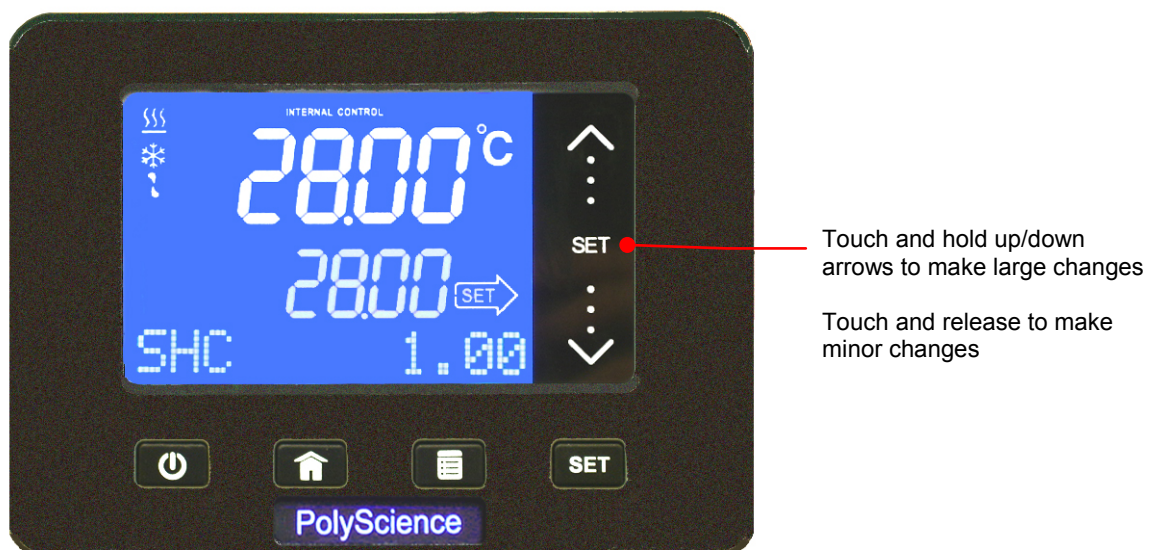 INTERNAL CONTROL
28.00 °C
SET
28.00 SET
SHC 1.00
Touch and hold up/down
arrows to make large changes
Touch and release to make
minor changes
SET
PolyScience